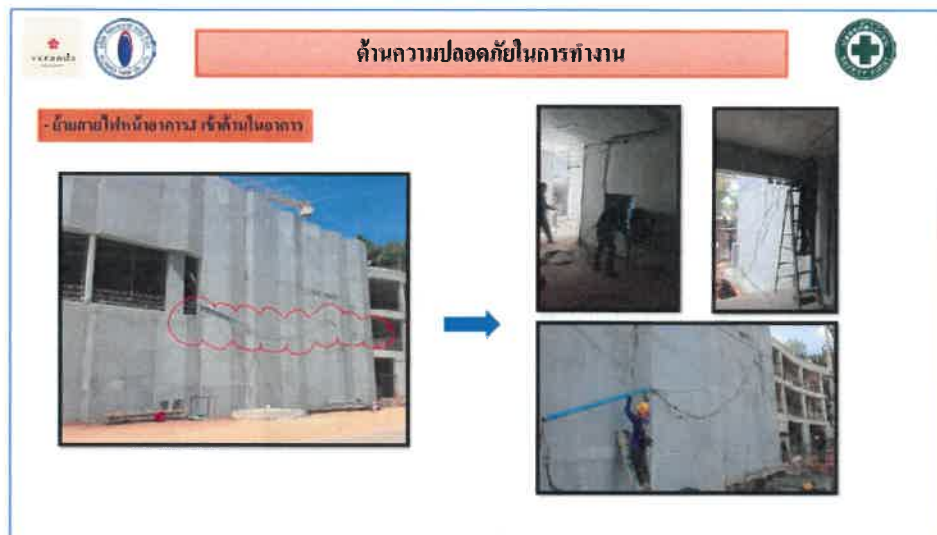 veranda
ด้านความปลอดภัยในการทำงาน
- ย้ายสายไฟหน้าอาคาร2 เข้าด้านในอาคาร